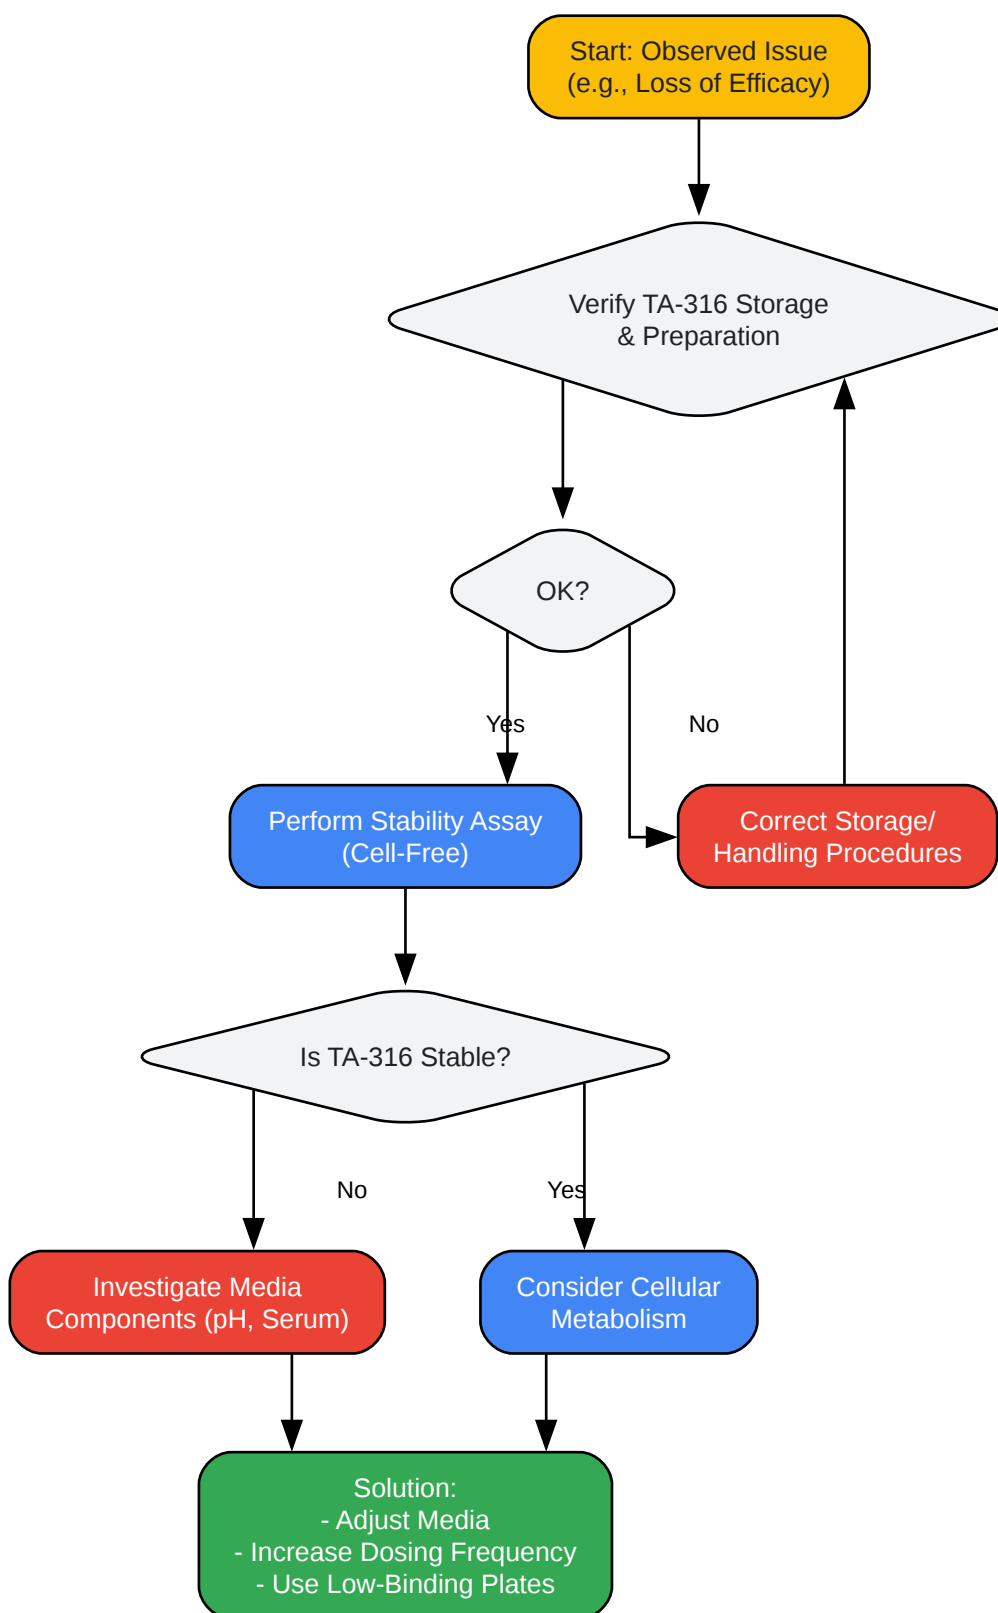 Start: Observed Issue
(e.g., Loss of Efficacy)
Verify TA-316 Storage
& Preparation
OK?
Yes
No
Perform Stability Assay
(Cell-Free)
Correct Storage/
Handling Procedures
Is TA-316 Stable?
No
Yes
Investigate Media
Components (pH, Serum)
Consider Cellular
Metabolism
Solution:
- Adjust Media
- Increase Dosing Frequency
- Use Low-Binding Plates